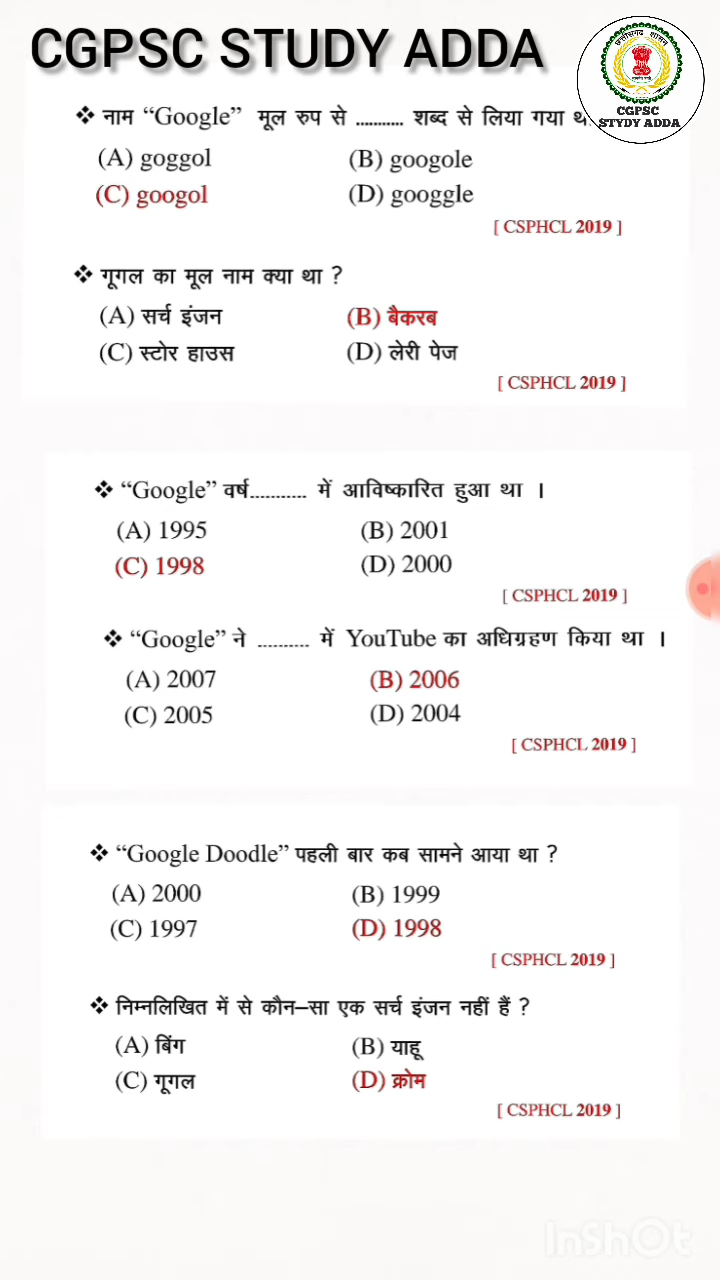 CGPSC STUDY ADDA
छत्तीसगढ़ शासन
CGPSC
STYDY ADDA
❖ नाम “Google” मूल रुप से ........... शब्द से लिया गया थ
(A) goggol (B) googole
(C) googol (D) googgle
[ CSPHCL 2019 ]
❖ गूगल का मूल नाम क्या था ?
(A) सर्च इंजन (B) बैकरब
(C) स्टोर हाउस (D) लेरी पेज
[ CSPHCL 2019 ]
❖ “Google” वर्ष........... में आविष्कारित हुआ था ।
(A) 1995 (B) 2001
(C) 1998 (D) 2000
[ CSPHCL 2019 ]
❖ “Google” ने .......... में YouTube का अधिग्रहण किया था ।
(A) 2007 (B) 2006
(C) 2005 (D) 2004
[ CSPHCL 2019 ]
❖ “Google Doodle” पहली बार कब सामने आया था ?
(A) 2000 (B) 1999
(C) 1997 (D) 1998
[ CSPHCL 2019 ]
❖ निम्नलिखित में से कौन–सा एक सर्च इंजन नहीं हैं ?
(A) बिंग (B) याहू
(C) गूगल (D) क्रोम
[ CSPHCL 2019 ]
InShOt